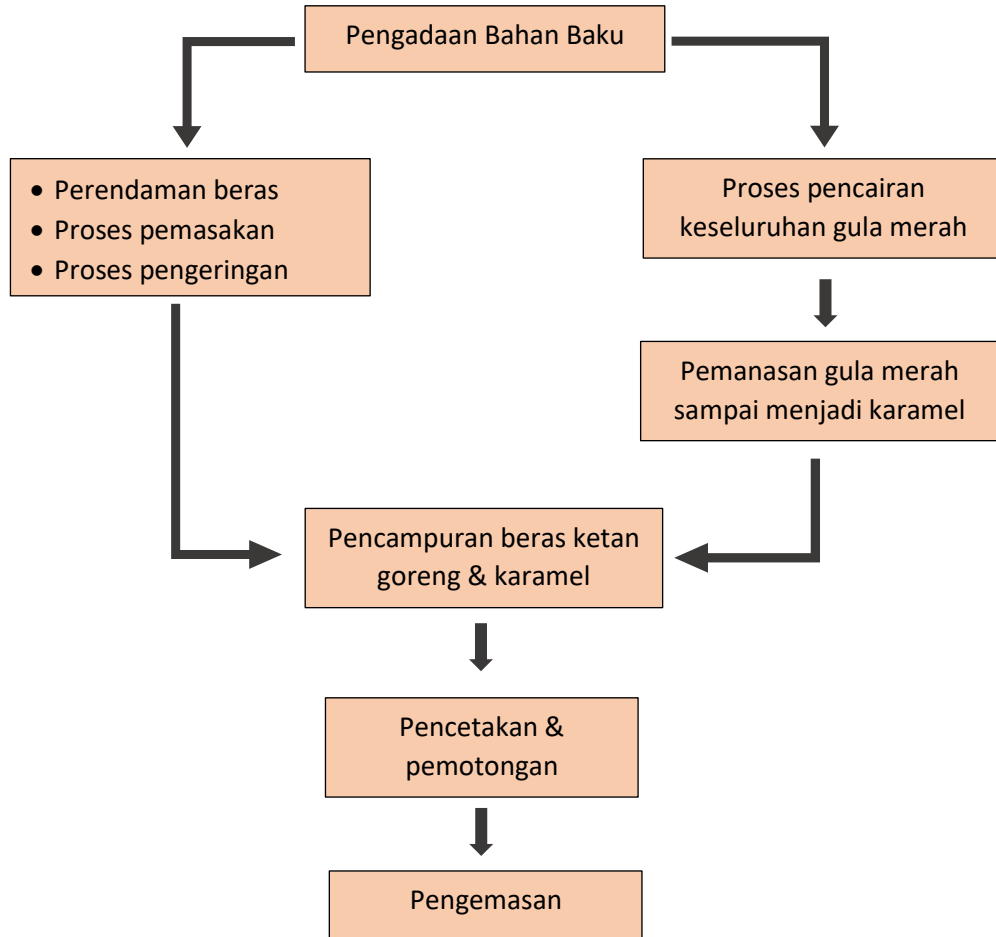 Pengadaan Bahan Baku
• Perendaman beras
• Proses pemasakan
• Proses pengeringan
Proses pencairan
keseluruhan gula merah
Pemanasan gula merah
sampai menjadi karamel
Pencampuran beras ketan
goreng & karamel
Pencetakan &
pemotongan
Pengemasan